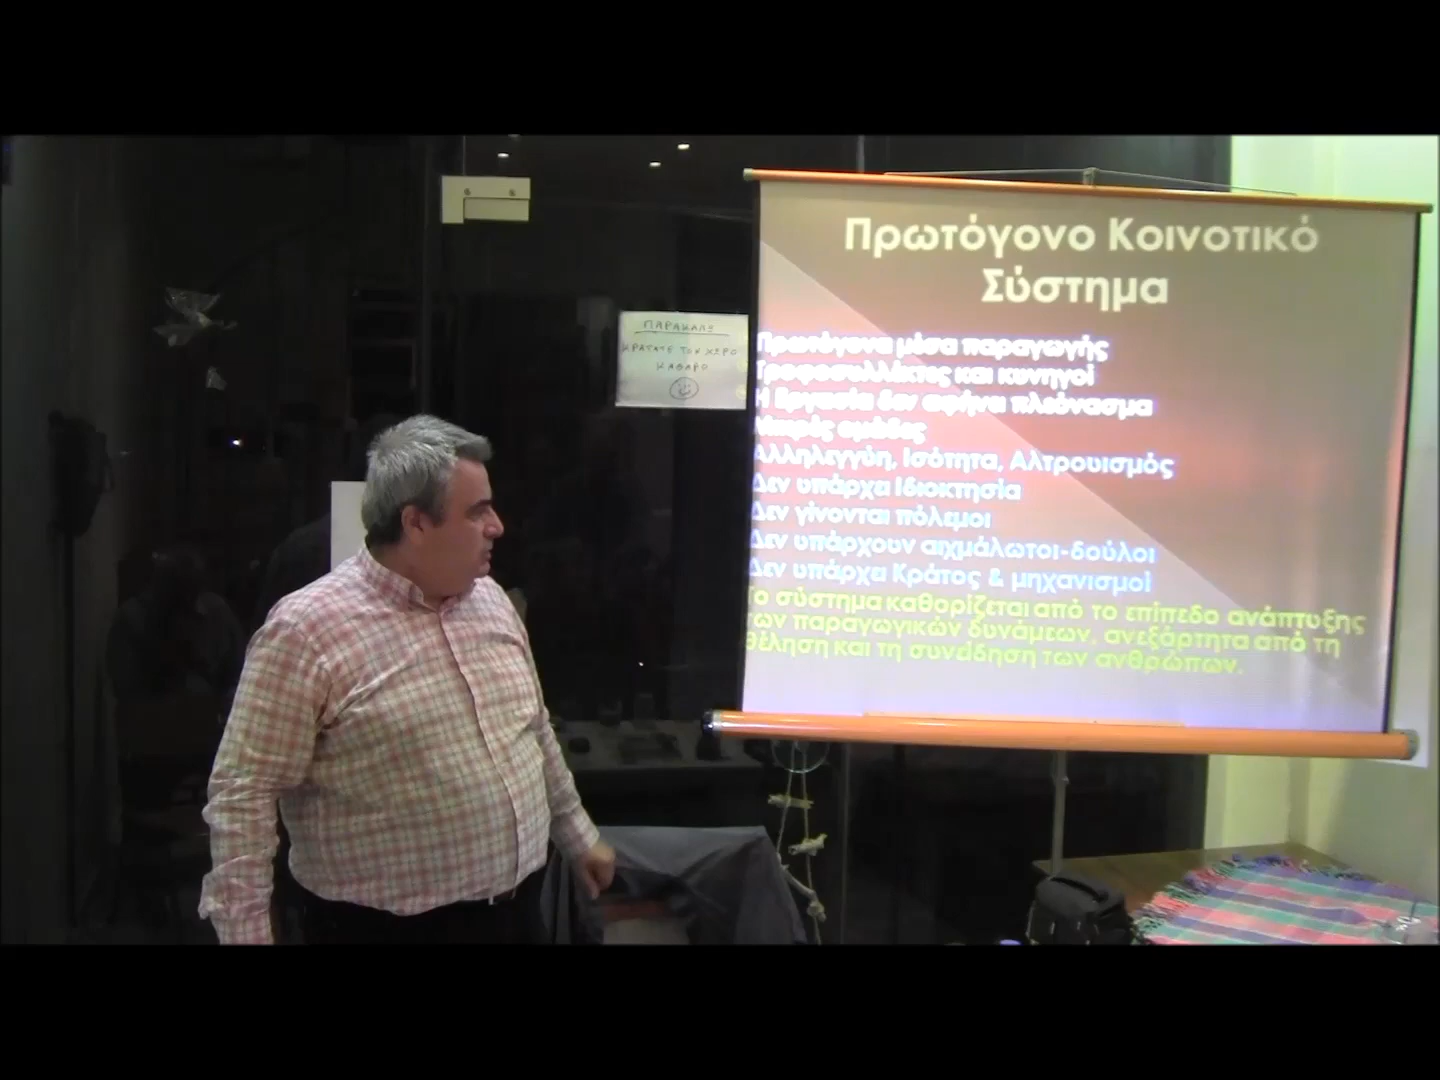 ΠΑΡΑΚΑΛΩ
ΚΡΑΤΑΤΕ ΤΟΝ ΧΩΡΟ
ΚΑΘΑΡΟ
Πρωτόγονο Κοινοτικό
Σύστημα
Πρωτόγονα μέσα παραγωγής
Τροφοσυλλέκτες και κυνηγοί
Η Εργασία δεν αφήνει πλεόνασμα
Μικρές ομάδες
Αλληλεγγύη, Ισότητα, Αλτρουισμός
Δεν υπάρχει Ιδιοκτησία
Δεν γίνονται πόλεμοι
Δεν υπάρχουν αιχμάλωτοι-δούλοι
Δεν υπάρχει Κράτος & μηχανισμοί
Το σύστημα καθορίζεται από το επίπεδο ανάπτυξης
των παραγωγικών δυνάμεων, ανεξάρτητα από τη
θέληση και τη συνείδηση των ανθρώπων.